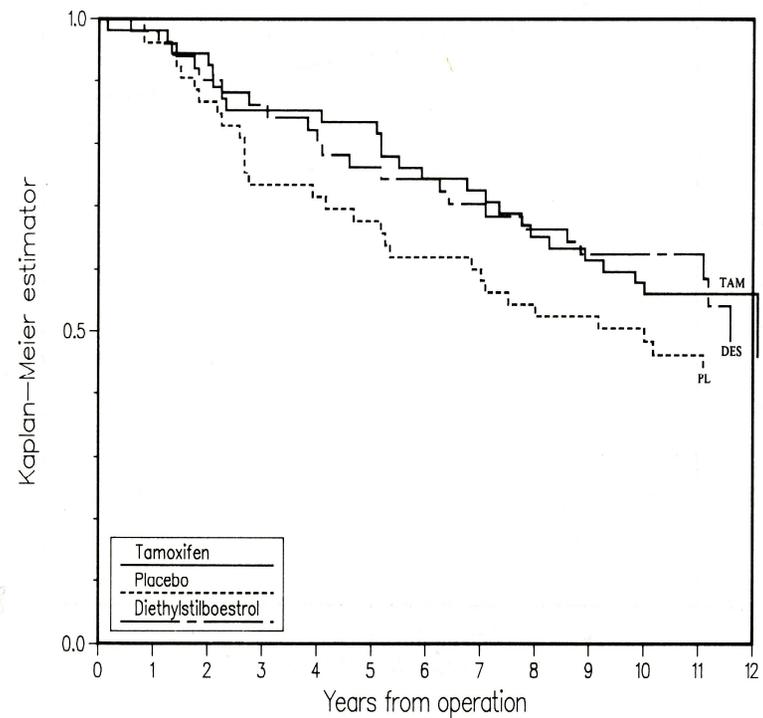 1.0
0.5
0.0
Kaplan—Meier estimator
TAM
DES
PL
Tamoxifen
Placebo
Diethylstilboestrol
0 1 2 3 4 5 6 7 8 9 10 11 12
Years from operation